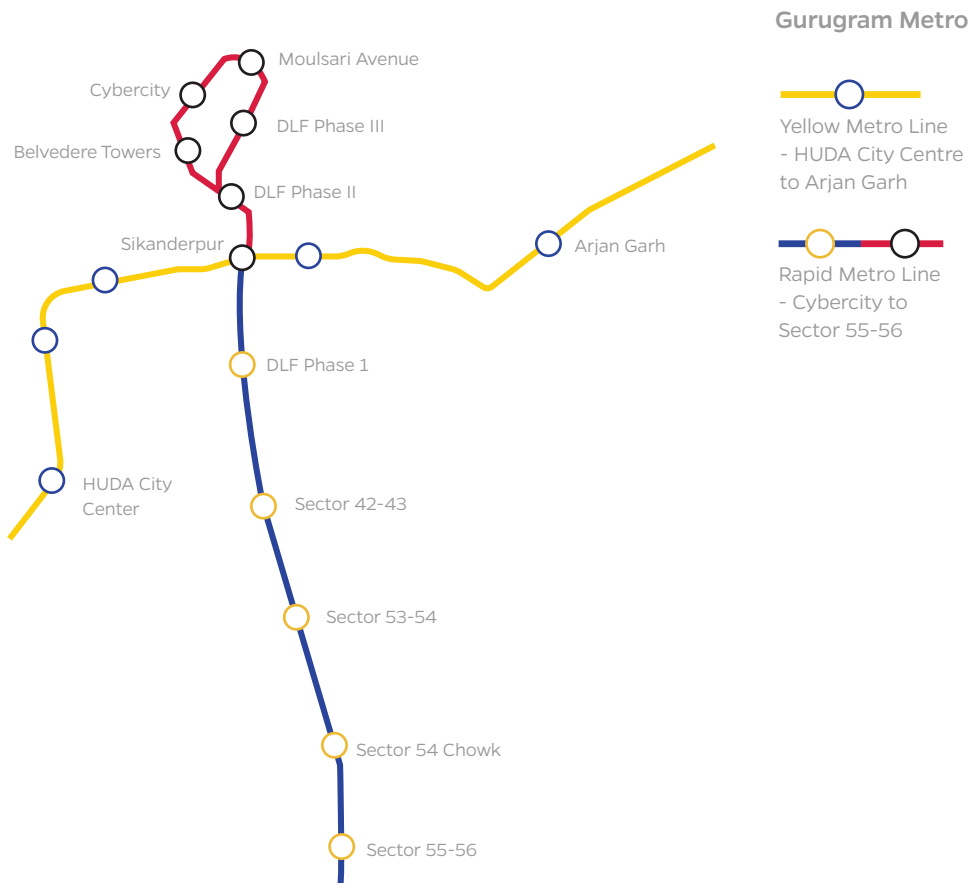 Gurugram Metro
Moulsari Avenue
Cybercity
DLF Phase III
Belvedere Towers
DLF Phase II
Sikanderpur
Arjan Garh
DLF Phase 1
HUDA City
Center
Sector 42-43
Sector 53-54
Sector 54 Chowk
Sector 55-56
Yellow Metro Line
- HUDA City Centre
to Arjan Garh
Rapid Metro Line
- Cybercity to
Sector 55-56